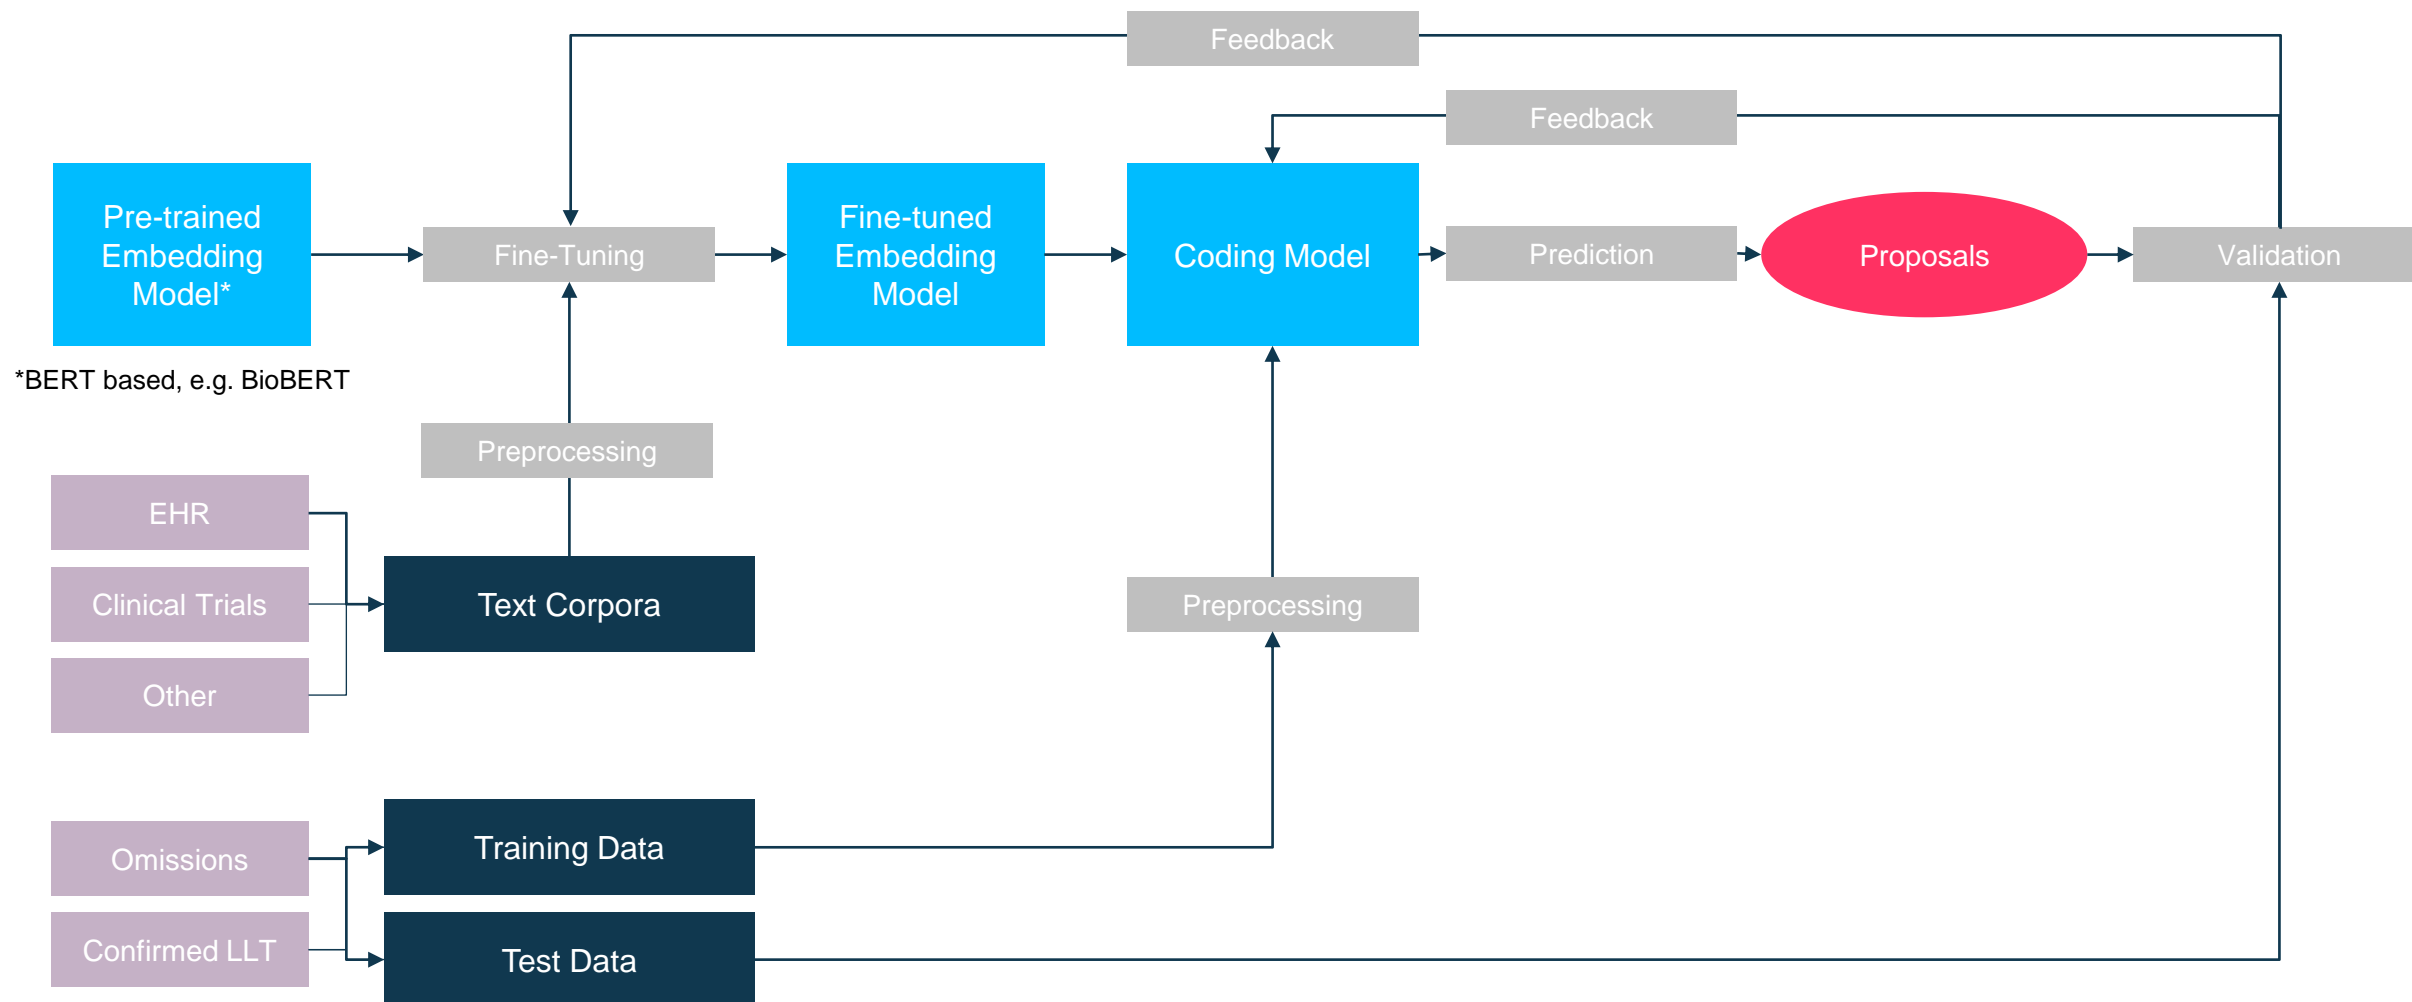 Feedback
Feedback
Pre-trained
Embedding
Model*
Fine-Tuning
Fine-tuned
Embedding
Model
Coding Model
Prediction
Proposals
Validation
*BERT based, e.g. BioBERT
Preprocessing
EHR
Clinical Trials
Other
Text Corpora
Preprocessing
Omissions
Confirmed LLT
Training Data
Test Data